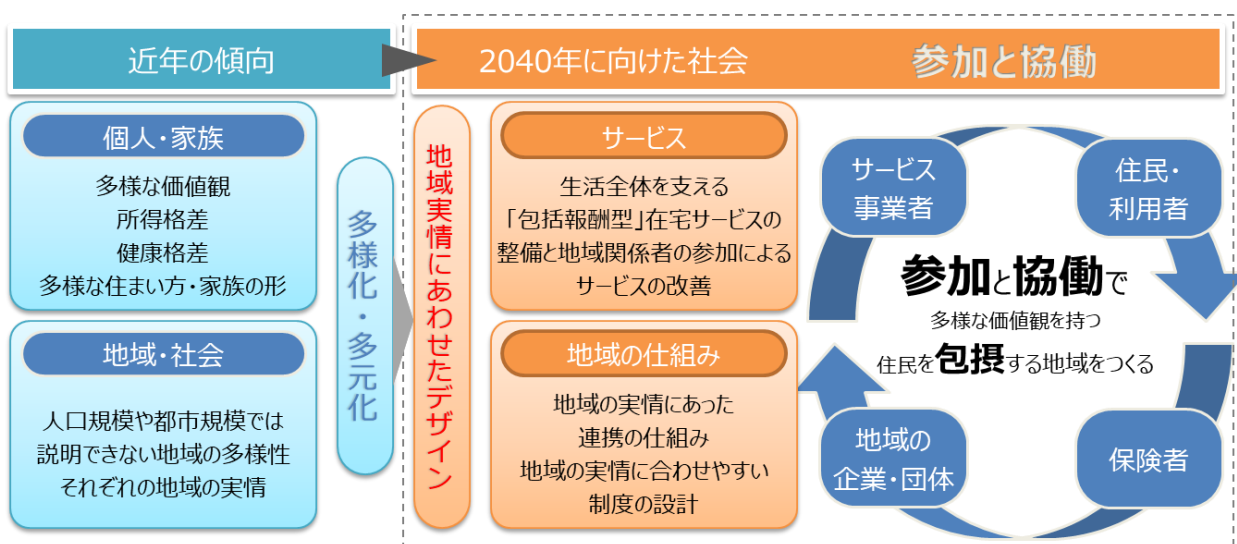 近年の傾向
2040年に向けた社会
参加と協働
個人・家族
多様な価値観
所得格差
健康格差
多様な住まい方・家族の形
地域・社会
人口規模や都市規模では
説明できない地域の多様性
それぞれの地域の実情
多様化・多元化
地域実情にあわせたデザイン
サービス
生活全体を支える
「包括報酬型」在宅サービスの
整備と地域関係者の参加による
サービスの改善
地域の仕組み
地域の実情にあった
連携の仕組み
地域の実情に合わせやすい
制度の設計
サービス
事業者
住民・
利用者
参加と協働で
多様な価値観を持つ
住民を包摂する地域をつくる
地域の
企業・団体
保険者